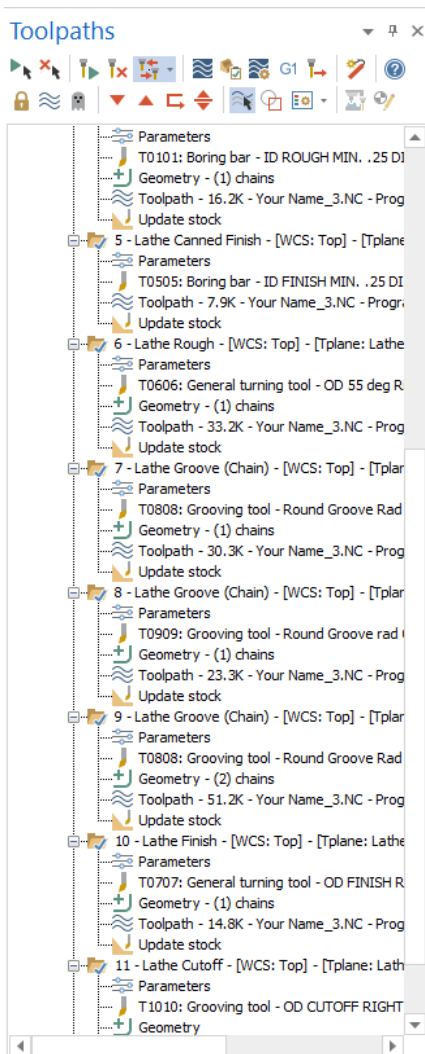 Toolpaths
G1
Parameters
T0101: Boring bar - ID ROUGH MIN. .25 DI
Geometry - (1) chains
Toolpath - 16.2K - Your Name_3.NC - Prog
Update stock
5 - Lathe Canned Finish - [WCS: Top] - [Tplane
Parameters
T0505: Boring bar - ID FINISH MIN. .25 DI
Toolpath - 7.9K - Your Name_3.NC - Progra
Update stock
6 - Lathe Rough - [WCS: Top] - [Tplane: Lathe
Parameters
T0606: General turning tool - OD 55 deg R
Geometry - (1) chains
Toolpath - 33.2K - Your Name_3.NC - Prog
Update stock
7 - Lathe Groove (Chain) - [WCS: Top] - [Tplar
Parameters
T0808: Grooving tool - Round Groove Rad
Geometry - (1) chains
Toolpath - 30.3K - Your Name_3.NC - Prog
Update stock
8 - Lathe Groove (Chain) - [WCS: Top] - [Tplar
Parameters
T0909: Grooving tool - Round Groove rad
Geometry - (1) chains
Toolpath - 23.3K - Your Name_3.NC - Prog
Update stock
9 - Lathe Groove (Chain) - [WCS: Top] - [Tplar
Parameters
T0808: Grooving tool - Round Groove Rad
Geometry - (2) chains
Toolpath - 51.2K - Your Name_3.NC - Prog
Update stock
10 - Lathe Finish - [WCS: Top] - [Tplane: Lathe
Parameters
T0707: General turning tool - OD FINISH R
Geometry - (1) chains
Toolpath - 14.8K - Your Name_3.NC - Prog
Update stock
11 - Lathe Cutoff - [WCS: Top] - [Tplane: Lath
Parameters
T1010: Grooving tool - OD CUTOFF RIGHT
Geometry